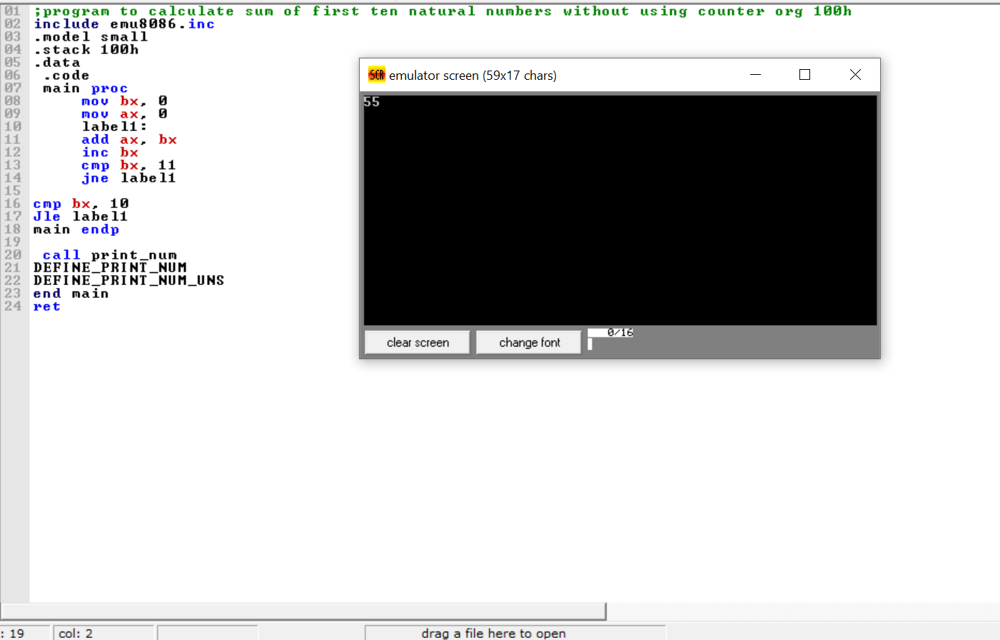 01 ;program to calculate sum of first ten natural numbers without using counter org 100h
02 include emu8086.inc
03 .model small
04 .stack 100h
05 .data
06 .code
07 main proc
08 mov bx, 0
09 mov ax, 0
10 label1:
11 add ax, bx
12 inc bx
13 cmp bx, 11
14 jne label1
15
16 cmp bx, 10
17 Jle label1
18 main endp
19
20 call print_num
21 DEFINE_PRINT_NUM
22 DEFINE_PRINT_NUM_UNS
23 end main
24 ret
SCR emulator screen (59x17 chars)
55
clear screen change font 0/16
: 19 col: 2 drag a file here to open